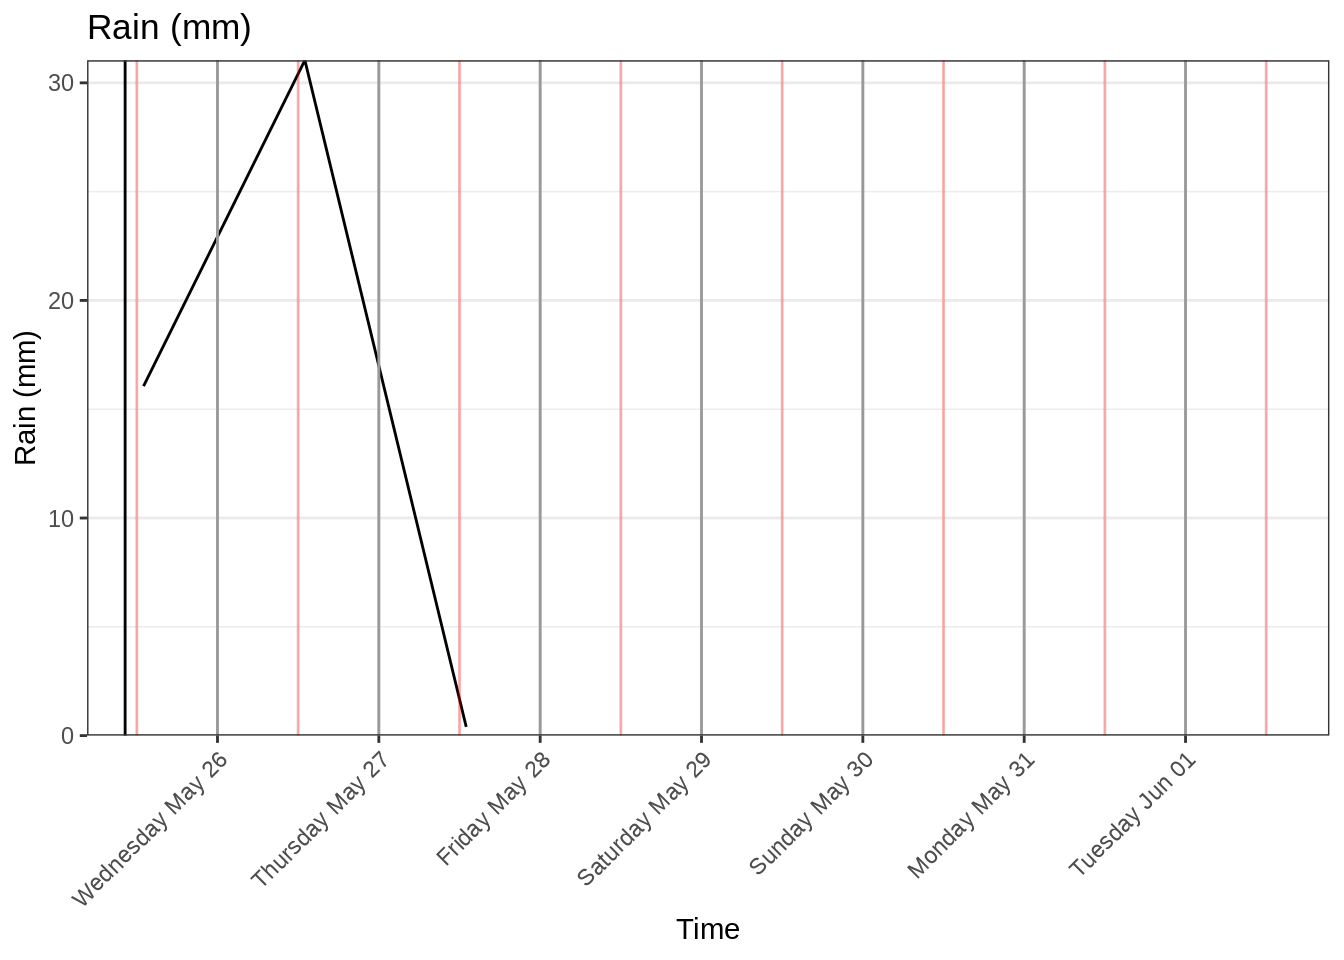 Rain (mm)
30
20
10
0
Rain (mm)
Wednesday May 26
Thursday May 27
Friday May 28
Saturday May 29
Sunday May 30
Monday May 31
Tuesday Jun 01
Time